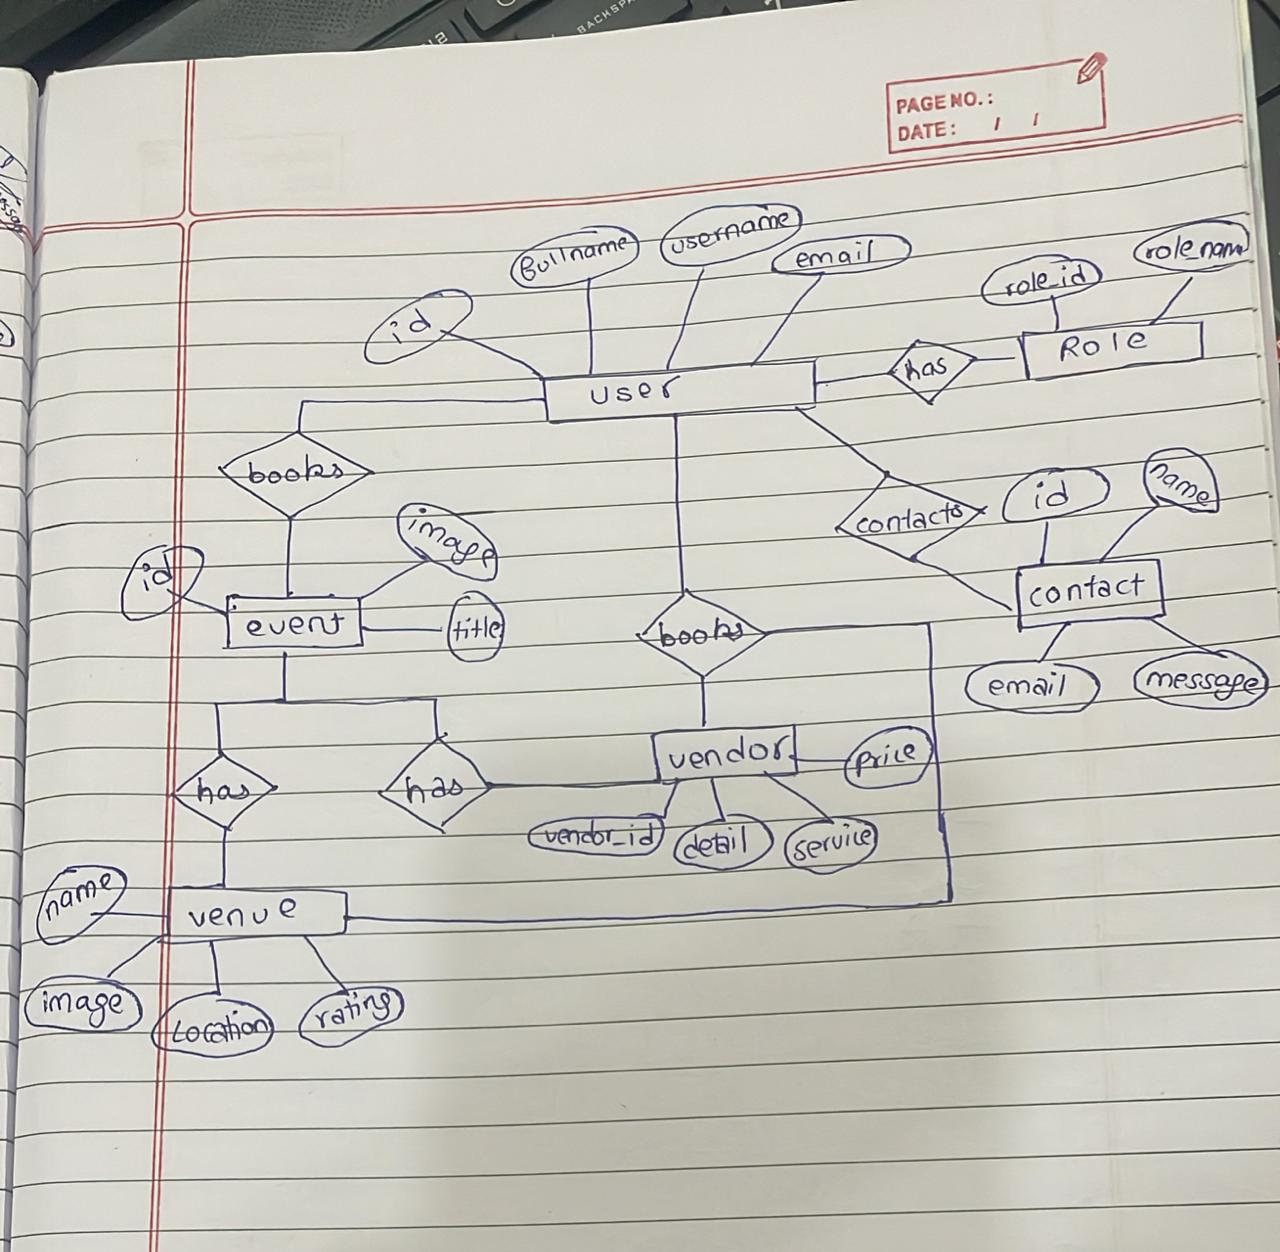 BACKSP
PAGE NO.:
DATE: / /
fullname
username
email
id
role_id
role_name
user
has
Role
books
contacts
id
name
image
id
event
title
books
contact
email
message
has
has
vendor
price
vendor_id
detail
service
name
venue
image
Location
rating